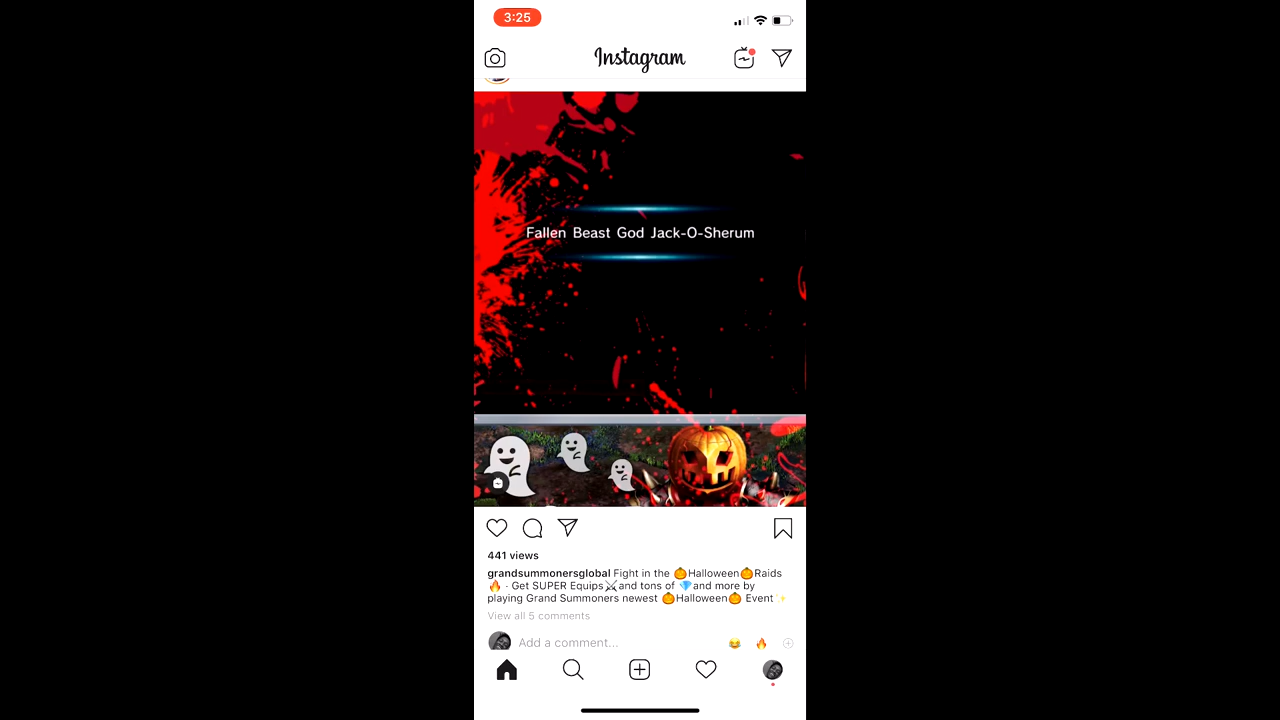 3:25
Instagram
Fallen Beast God Jack-O-Sherum
441 views
grandsummonersglobal Fight in the 🎃Halloween🎃Raids
🔥 - Get SUPER Equips⚔️and tons of 💎and more by
playing Grand Summoners newest 🎃Halloween🎃 Event✨
View all 5 comments
Add a comment...